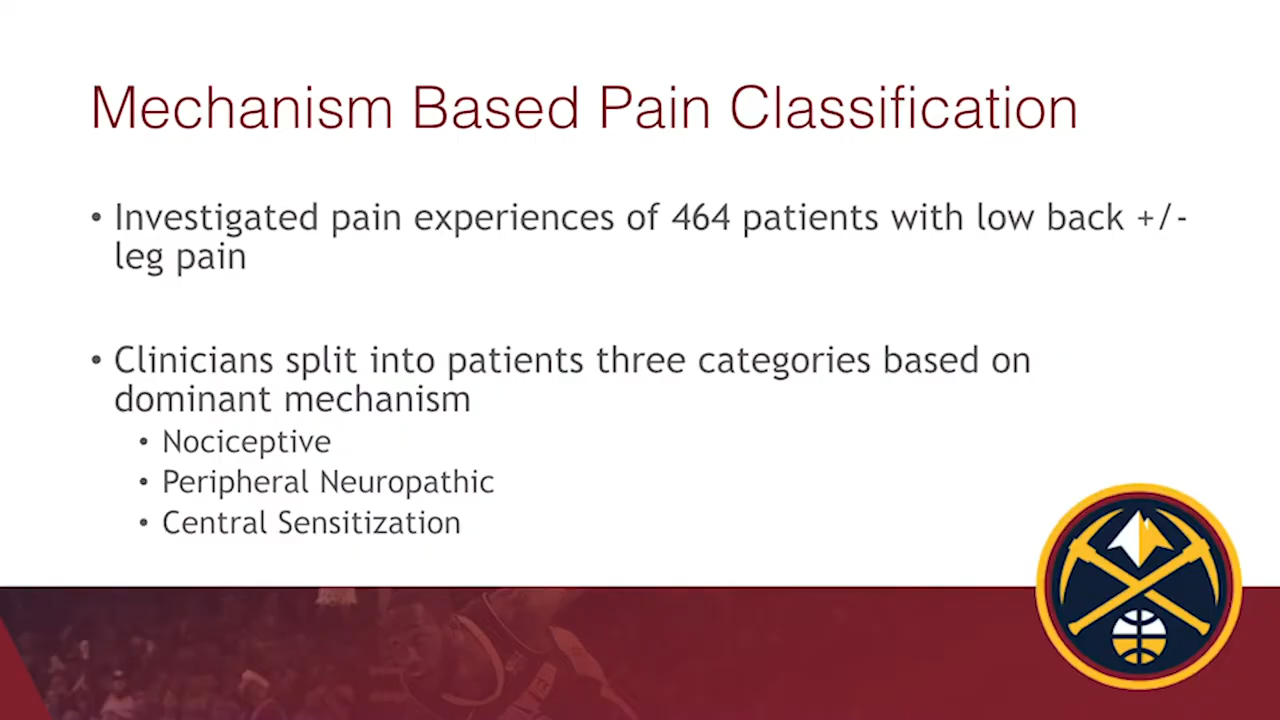 Mechanism Based Pain Classification
• Investigated pain experiences of 464 patients with low back +/-
leg pain
• Clinicians split into patients three categories based on
dominant mechanism
• Nociceptive
• Peripheral Neuropathic
• Central Sensitization